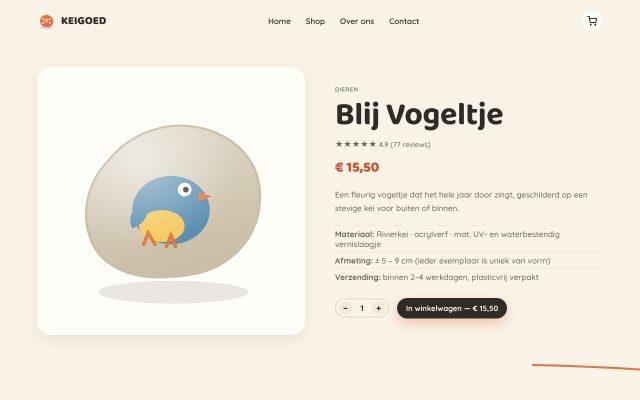 KEIGOED
Home
Shop
Over ons
Contact
DIEREN
Blij Vogeltje
★★★★★ 4.9 (77 reviews)
€ 15,50
Een fleurig vogeltje dat het hele jaar door zingt, geschilderd op een
stevige kei voor buiten of binnen.
Materiaal: Rivierkei · acrylverf · mat, UV- en waterbestendig
vernislaagje
Afmeting: ± 5 – 9 cm (ieder exemplaar is uniek van vorm)
Verzending: binnen 2–4 werkdagen, plasticvrij verpakt
− 1 +
In winkelwagen — € 15,50